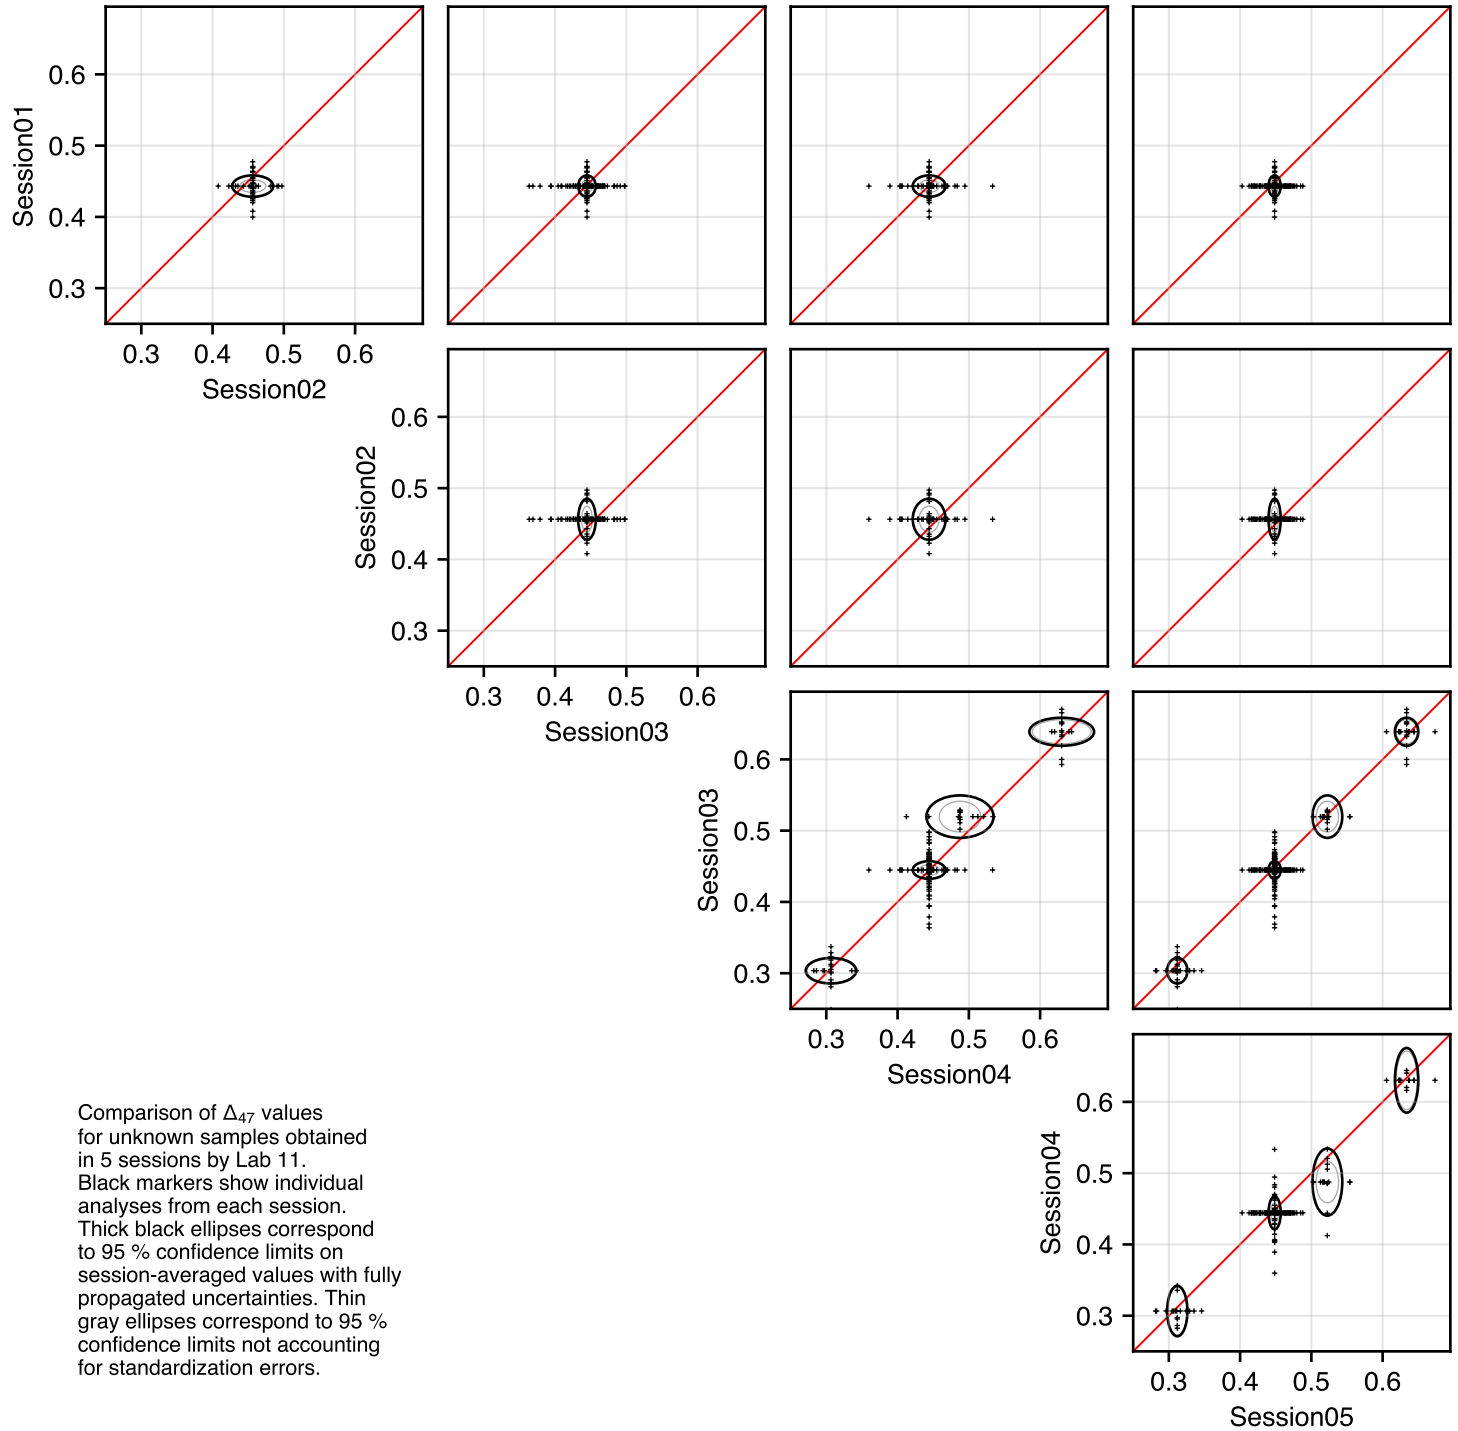 0.6
0.5
0.4
0.3
Session01
0.3 0.4 0.5 0.6
Session02
0.6
0.5
0.4
0.3
Session02
0.3 0.4 0.5 0.6
Session03
0.6
0.5
0.4
0.3
Session03
0.3 0.4 0.5 0.6
Session04
0.6
0.5
0.4
0.3
Session04
0.3 0.4 0.5 0.6
Session05
Comparison of Δ₄₇ values
for unknown samples obtained
in 5 sessions by Lab 11.
Black markers show individual
analyses from each session.
Thick black ellipses correspond
to 95 % confidence limits on
session-averaged values with fully
propagated uncertainties. Thin
gray ellipses correspond to 95 %
confidence limits not accounting
for standardization errors.